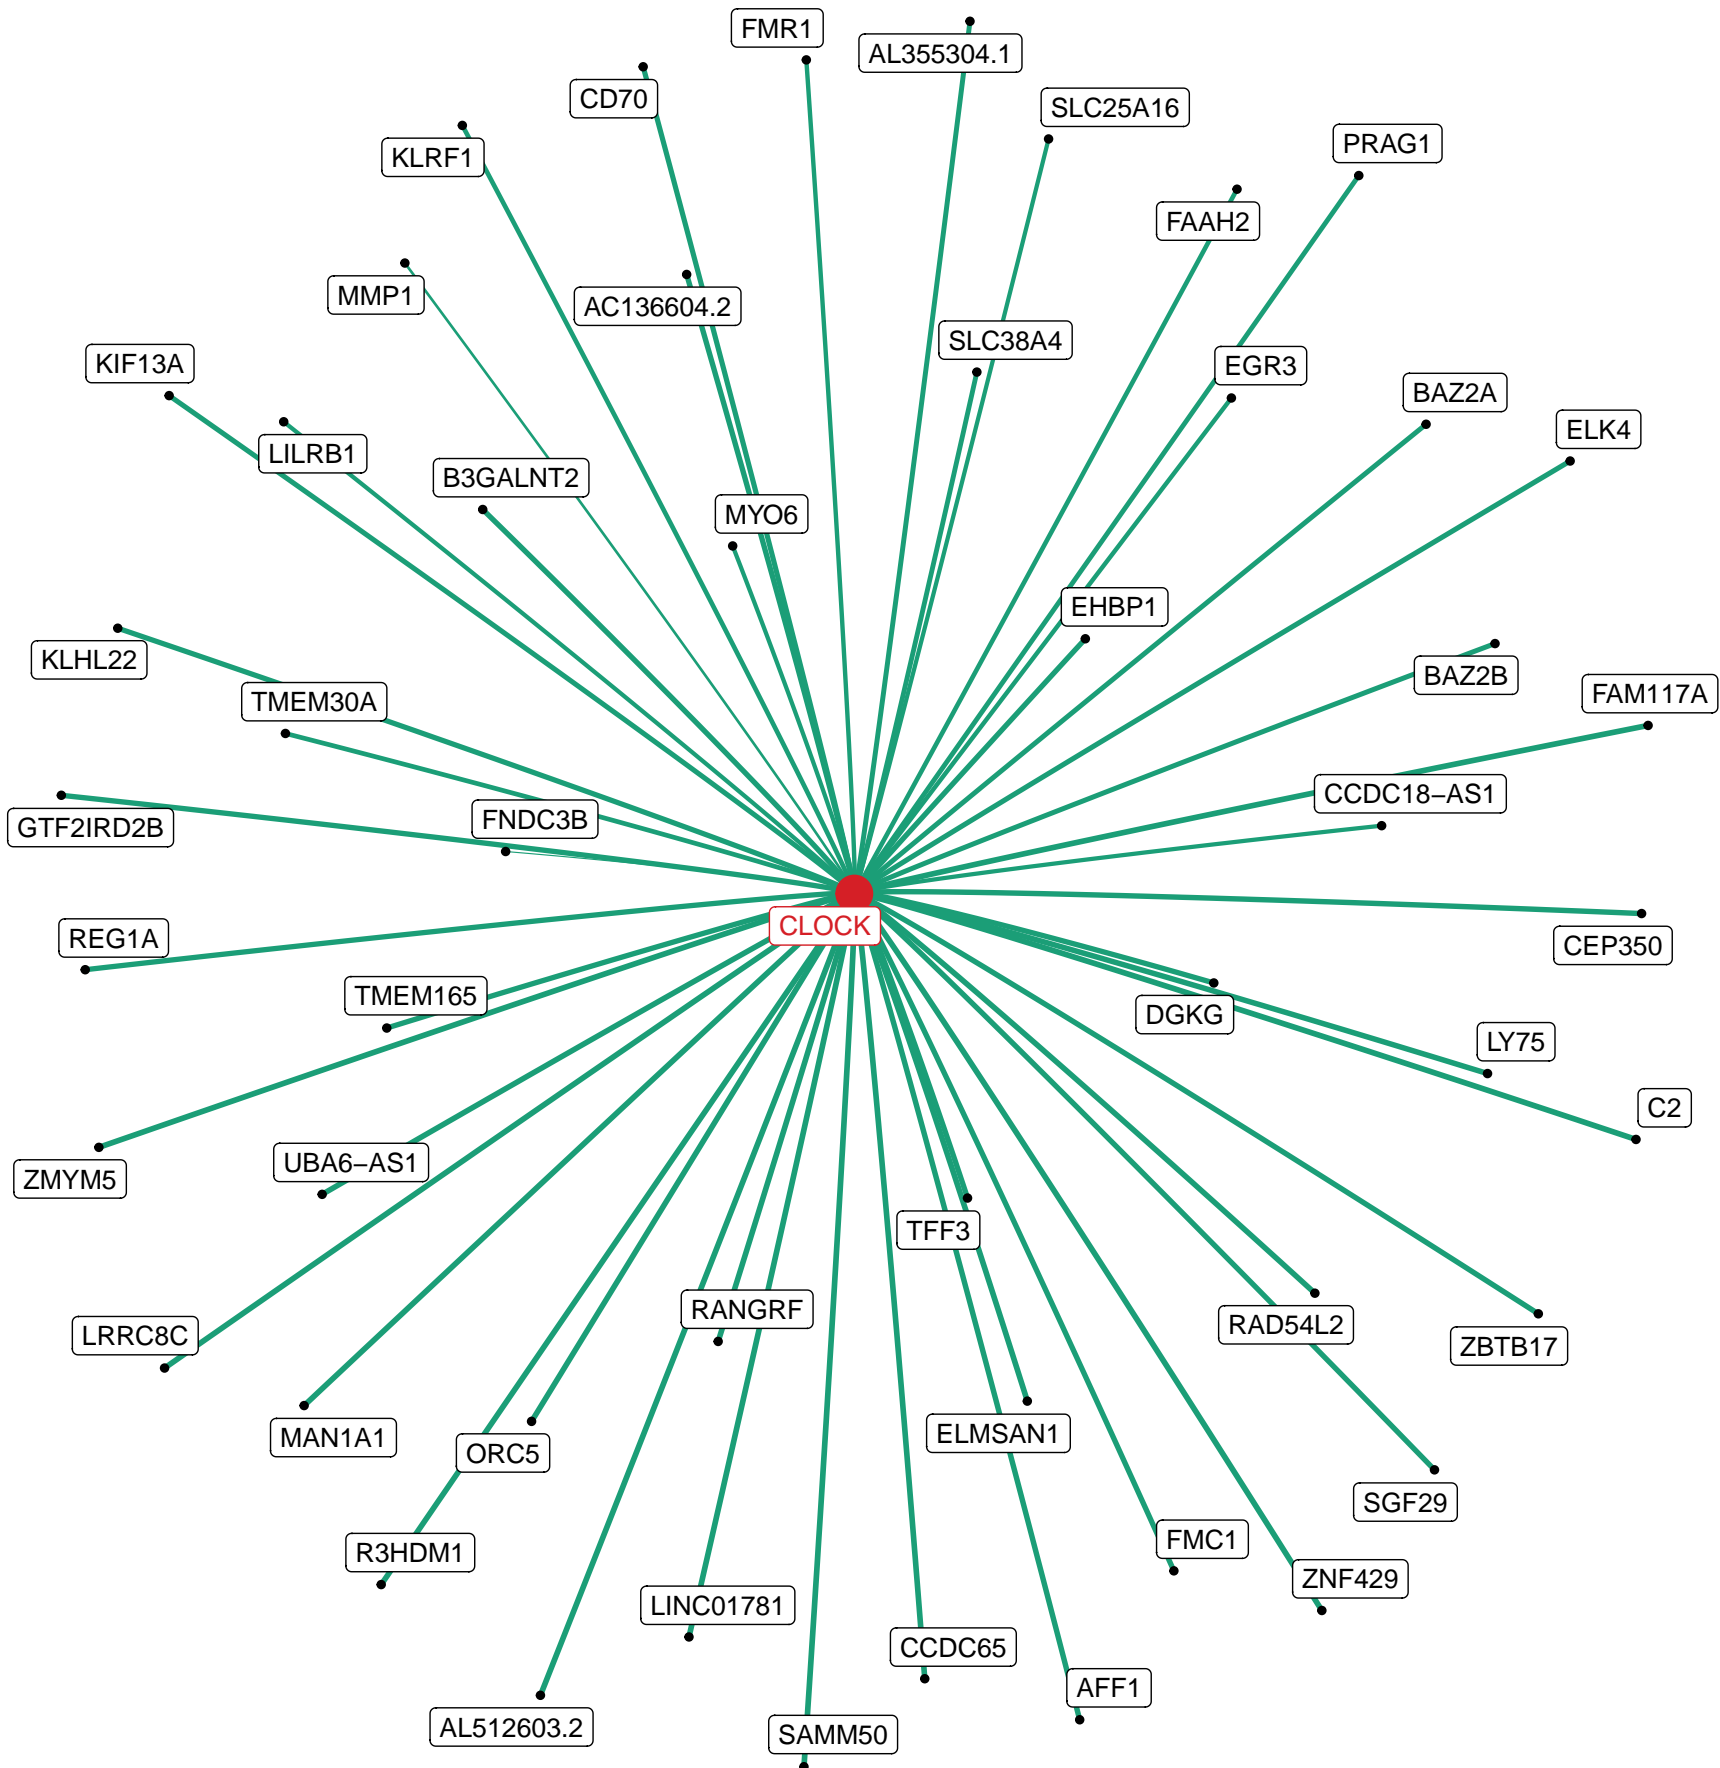 FMR1
AL355304.1
CD70
SLC25A16
PRAG1
KLRF1
FAAH2
MMP1
AC136604.2
SLC38A4
KIF13A
EGR3
BAZ2A
ELK4
LILRB1
B3GALNT2
MYO6
EHBP1
KLHL22
BAZ2B
FAM117A
TMEM30A
CCDC18−AS1
FNDC3B
GTF2IRD2B
CLOCK
REG1A
CEP350
TMEM165
DGKG
LY75
C2
UBA6−AS1
ZMYM5
TFF3
RANGRF
RAD54L2
LRRC8C
ZBTB17
MAN1A1
ELMSAN1
ORC5
SGF29
FMC1
R3HDM1
ZNF429
LINC01781
CCDC65
AFF1
AL512603.2
SAMM50